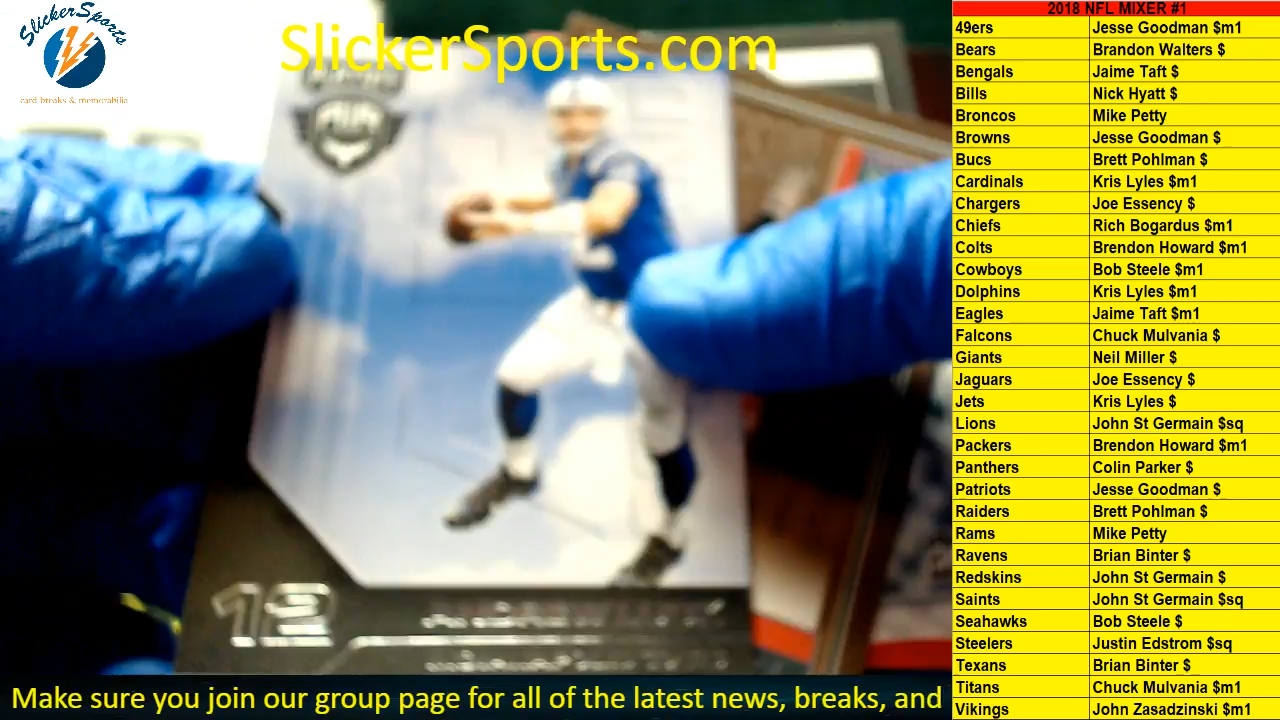 SlickerSports
card breaks & memorabilia
SlickerSports.com
12
Make sure you join our group page for all of the latest news, breaks, and
2018 NFL MIXER #1
49ers Jesse Goodman $m1
Bears Brandon Walters $
Bengals Jaime Taft $
Bills Nick Hyatt $
Broncos Mike Petty
Browns Jesse Goodman $
Bucs Brett Pohlman $
Cardinals Kris Lyles $m1
Chargers Joe Essency $
Chiefs Rich Bogardus $m1
Colts Brendon Howard $m1
Cowboys Bob Steele $m1
Dolphins Kris Lyles $m1
Eagles Jaime Taft $m1
Falcons Chuck Mulvania $
Giants Neil Miller $
Jaguars Joe Essency $
Jets Kris Lyles $
Lions John St Germain $sq
Packers Brendon Howard $m1
Panthers Colin Parker $
Patriots Jesse Goodman $
Raiders Brett Pohlman $
Rams Mike Petty
Ravens Brian Binter $
Redskins John St Germain $
Saints John St Germain $sq
Seahawks Bob Steele $
Steelers Justin Edstrom $sq
Texans Brian Binter $
Titans Chuck Mulvania $m1
Vikings John Zasadzinski $m1